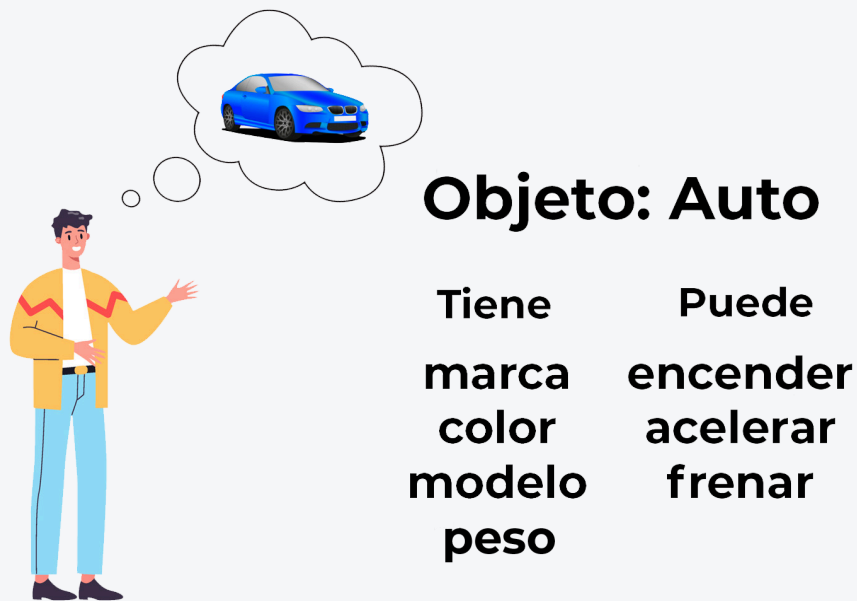 Objeto: Auto
Tiene
marca
color
modelo
peso
Puede
encender
acelerar
frenar